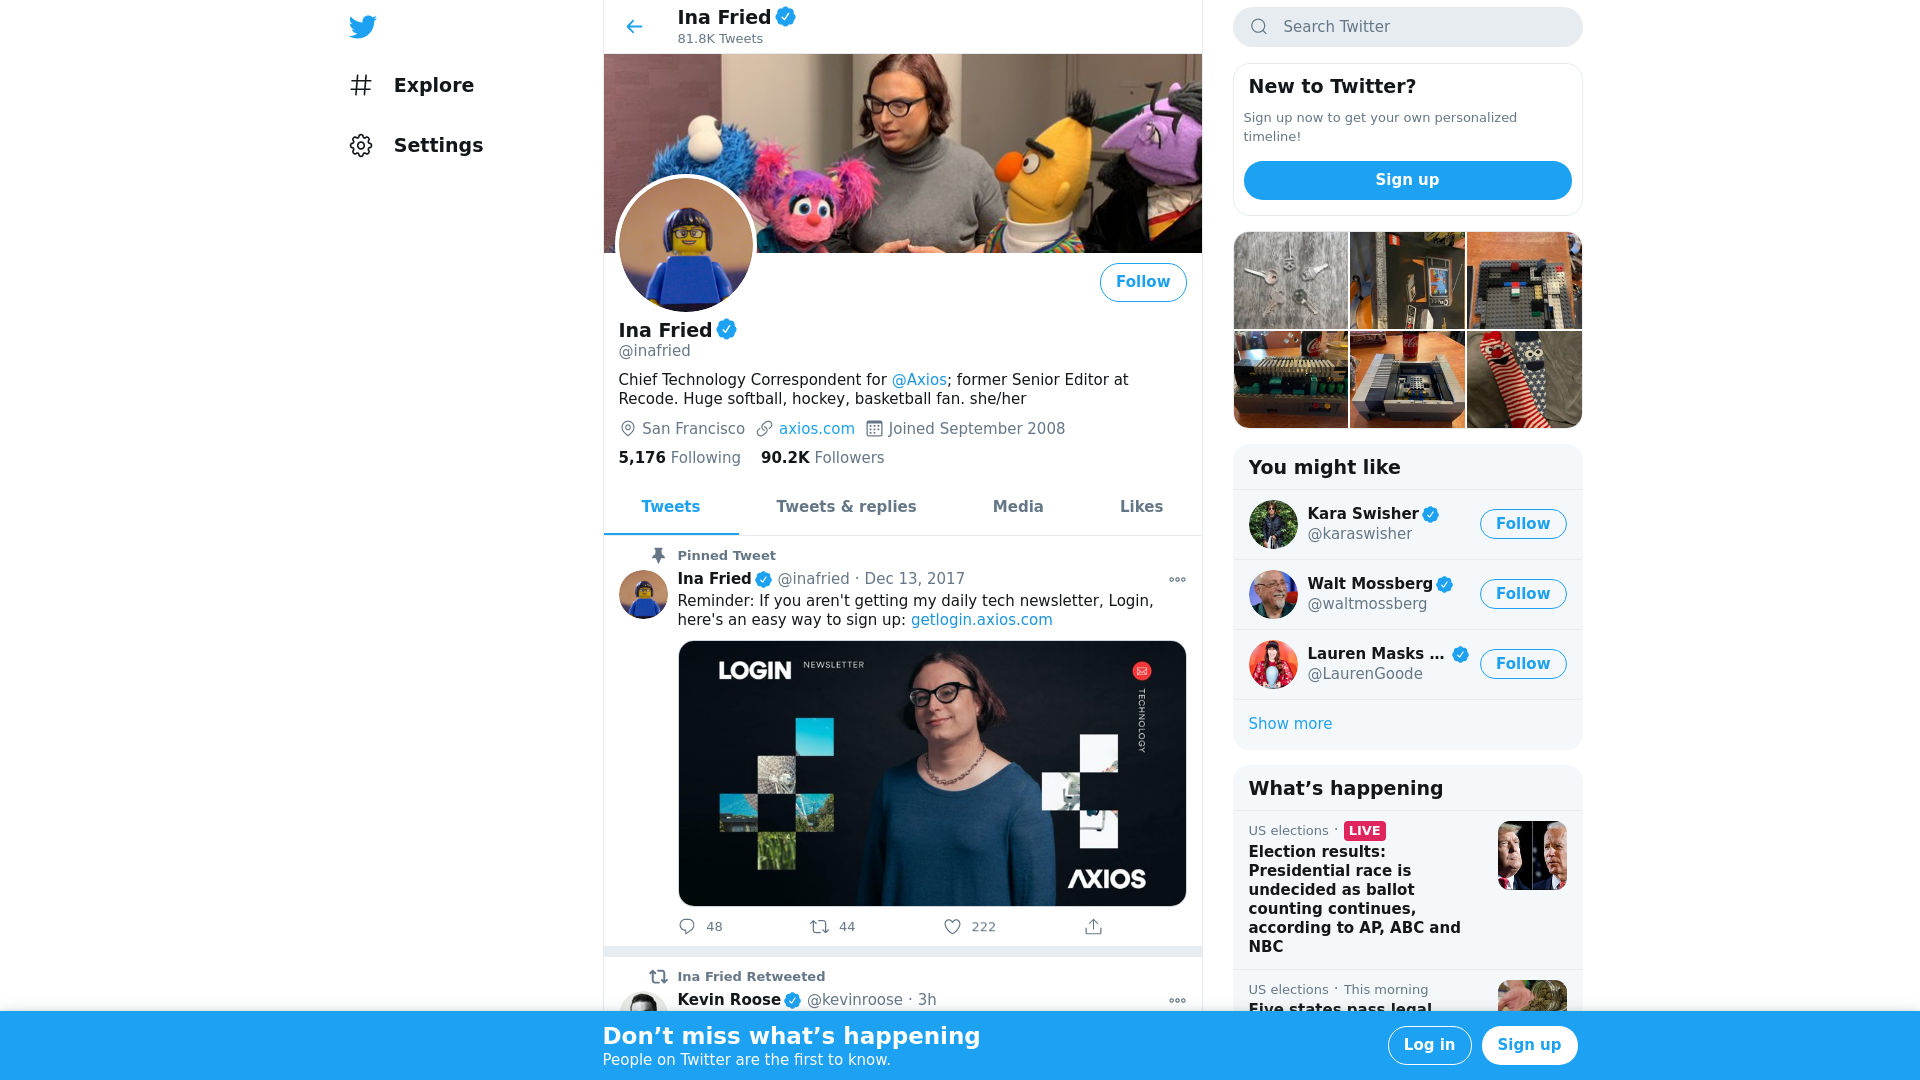 Explore
Settings
Ina Fried
81.8K Tweets
Follow
Ina Fried
@inafried
Chief Technology Correspondent for @Axios; former Senior Editor at
Recode. Huge softball, hockey, basketball fan. she/her
San Francisco axios.com Joined September 2008
5,176 Following 90.2K Followers
Tweets Tweets & replies Media Likes
Pinned Tweet
Ina Fried @inafried · Dec 13, 2017
Reminder: If you aren't getting my daily tech newsletter, Login,
here's an easy way to sign up: getlogin.axios.com
LOGIN NEWSLETTER
TECHNOLOGY
AXIOS
48 44 222
Ina Fried Retweeted
Kevin Roose @kevinroose · 3h
Search Twitter
New to Twitter?
Sign up now to get your own personalized
timeline!
Sign up
You might like
Kara Swisher
@karaswisher
Follow
Walt Mossberg
@waltmossberg
Follow
Lauren Masks ...
@LaurenGoode
Follow
Show more
What’s happening
US elections · LIVE
Election results:
Presidential race is
undecided as ballot
counting continues,
according to AP, ABC and
NBC
US elections · This morning
Five states pass legal
Don’t miss what’s happening
People on Twitter are the first to know.
Log in
Sign up